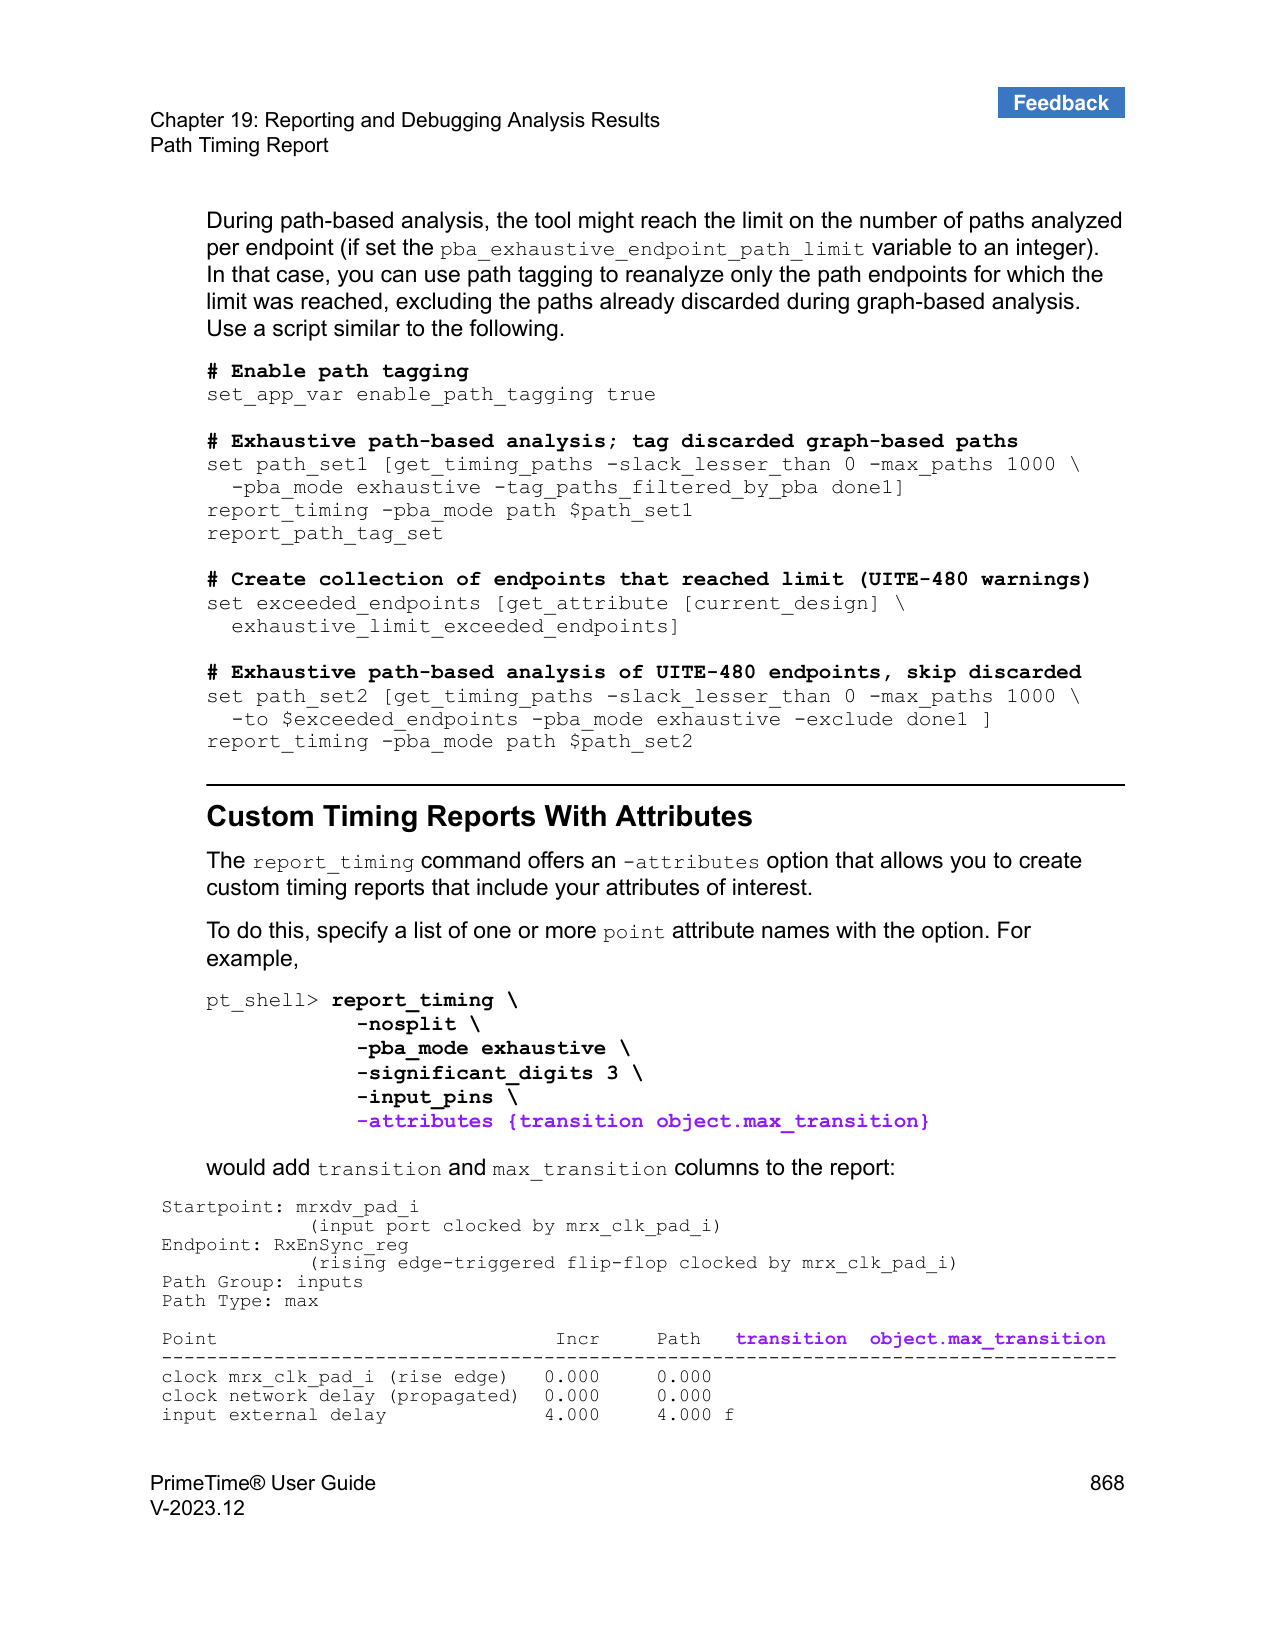 Feedback
Chapter 19: Reporting and Debugging Analysis Results
Path Timing Report
During path-based analysis, the tool might reach the limit on the number of paths analyzed
per endpoint (if set the pba_exhaustive_endpoint_path_limit variable to an integer).
In that case, you can use path tagging to reanalyze only the path endpoints for which the
limit was reached, excluding the paths already discarded during graph-based analysis.
Use a script similar to the following.
# Enable path tagging
set_app_var enable_path_tagging true
# Exhaustive path-based analysis; tag discarded graph-based paths
set path_set1 [get_timing_paths -slack_lesser_than 0 -max_paths 1000 \
  -pba_mode exhaustive -tag_paths_filtered_by_pba done1]
report_timing -pba_mode path $path_set1
report_path_tag_set
# Create collection of endpoints that reached limit (UITE-480 warnings)
set exceeded_endpoints [get_attribute [current_design] \
  exhaustive_limit_exceeded_endpoints]
# Exhaustive path-based analysis of UITE-480 endpoints, skip discarded
set path_set2 [get_timing_paths -slack_lesser_than 0 -max_paths 1000 \
  -to $exceeded_endpoints -pba_mode exhaustive -exclude done1 ]
report_timing -pba_mode path $path_set2
Custom Timing Reports With Attributes
The report_timing command offers an -attributes option that allows you to create
custom timing reports that include your attributes of interest.
To do this, specify a list of one or more point attribute names with the option. For
example,
pt_shell> report_timing \
            -nosplit \
            -pba_mode exhaustive \
            -significant_digits 3 \
            -input_pins \
            -attributes {transition object.max_transition}
would add transition and max_transition columns to the report:
Startpoint: mrxdv_pad_i
             (input port clocked by mrx_clk_pad_i)
Endpoint: RxEnSync_reg
             (rising edge-triggered flip-flop clocked by mrx_clk_pad_i)
Path Group: inputs
Path Type: max
Point                              Incr     Path   transition  object.max_transition
-------------------------------------------------------------------------------------
clock mrx_clk_pad_i (rise edge)   0.000     0.000
clock network delay (propagated)  0.000     0.000
input external delay              4.000     4.000 f
PrimeTime® User Guide 868
V-2023.12